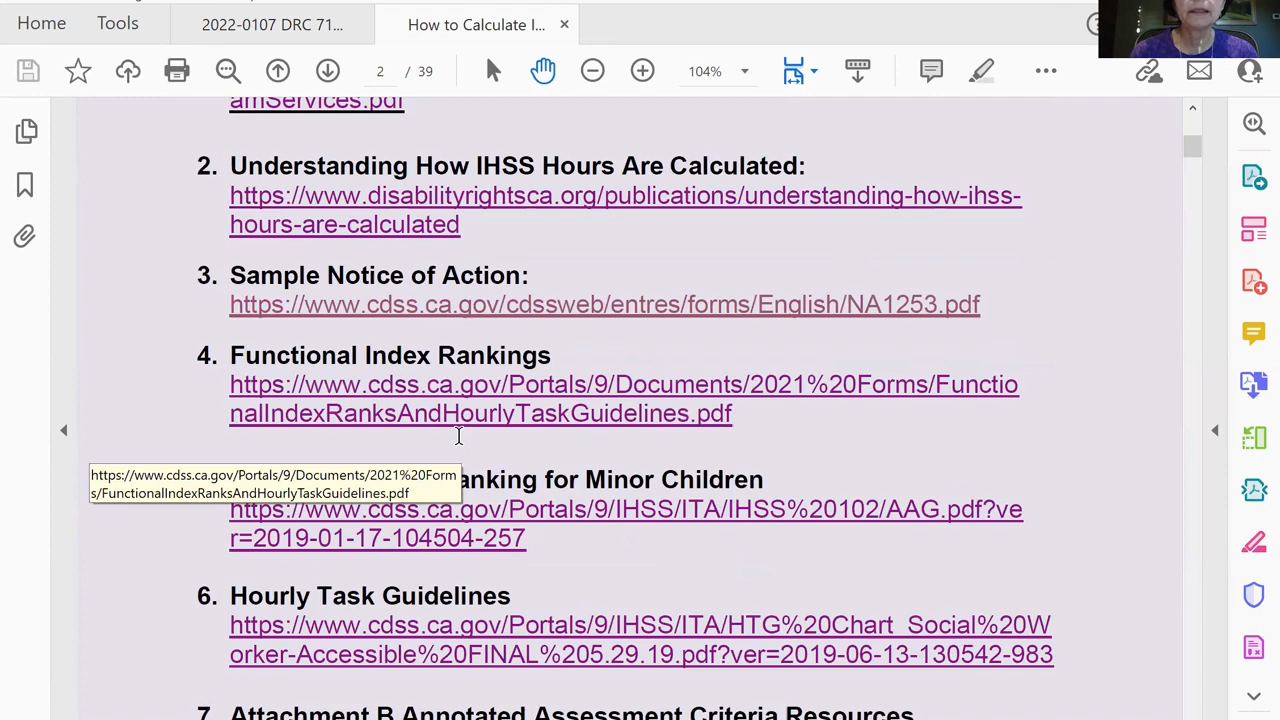 Home
Tools
2022-0107 DRC 71...
How to Calculate I...
2 / 39
104%
amServices.pdf
2. Understanding How IHSS Hours Are Calculated:
https://www.disabilityrightsca.org/publications/understanding-how-ihss-
hours-are-calculated
3. Sample Notice of Action:
https://www.cdss.ca.gov/cdssweb/entres/forms/English/NA1253.pdf
4. Functional Index Rankings
https://www.cdss.ca.gov/Portals/9/Documents/2021%20Forms/Functio
nalIndexRanksAndHourlyTaskGuidelines.pdf
https://www.cdss.ca.gov/Portals/9/Documents/2021%20Form
s/FunctionalIndexRanksAndHourlyTaskGuidelines.pdf
anking for Minor Children
https://www.cdss.ca.gov/Portals/9/IHSS/ITA/IHSS%20102/AAG.pdf?ve
r=2019-01-17-104504-257
6. Hourly Task Guidelines
https://www.cdss.ca.gov/Portals/9/IHSS/ITA/HTG%20Chart_Social%20W
orker-Accessible%20FINAL%205.29.19.pdf?ver=2019-06-13-130542-983
7. Attachment B Annotated Assessment Criteria Resources